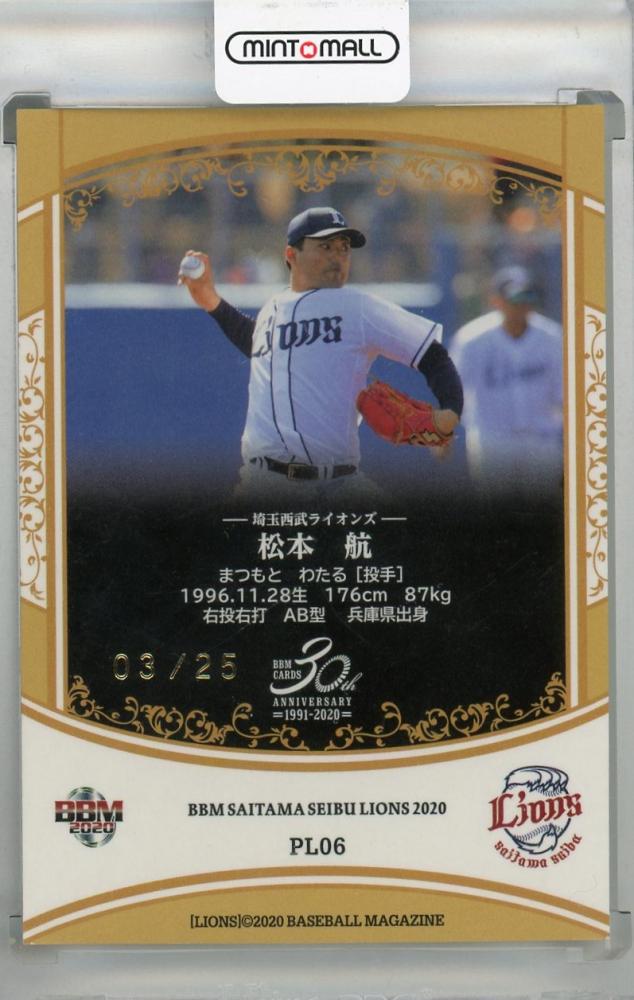 MINT MALL
Lions
埼玉西武ライオンズ
松本 航
まつもと わたる [投手]
1996.11.28生 176cm 87kg
右投右打 AB型 兵庫県出身
03/25
BBM CARDS 30th
ANNIVERSARY
=1991-2020=
BBM
2020
BBM SAITAMA SEIBU LIONS 2020
PL06
Lions
saitama seibu
[LIONS]©2020 BASEBALL MAGAZINE